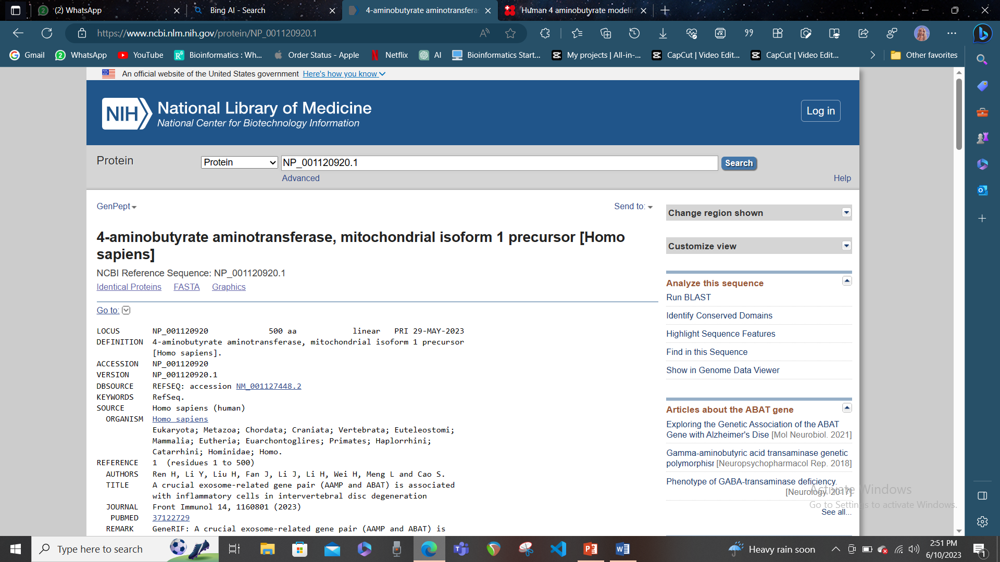 (2) WhatsApp
Bing AI - Search
4-aminobutyrate aminotransfera
Human 4 aminobutyrate modelin
https://www.ncbi.nlm.nih.gov/protein/NP_001120920.1
Gmail
WhatsApp
YouTube
Bioinformatics : Wh...
Order Status - Apple
Netflix
AI
Bioinformatics Start...
My projects | All-in-...
CapCut | Video Edit...
CapCut | Video Edit...
Other favorites
An official website of the United States government Here's how you know
NIH
National Library of Medicine
National Center for Biotechnology Information
Log in
Protein
Protein
NP_001120920.1
Search
Advanced
Help
GenPept
Send to:
4-aminobutyrate aminotransferase, mitochondrial isoform 1 precursor [Homo
sapiens]
NCBI Reference Sequence: NP_001120920.1
Identical Proteins FASTA Graphics
Go to:
LOCUS NP_001120920 500 aa linear PRI 29-MAY-2023
DEFINITION 4-aminobutyrate aminotransferase, mitochondrial isoform 1 precursor
[Homo sapiens].
ACCESSION NP_001120920
VERSION NP_001120920.1
DBSOURCE REFSEQ: accession NM_001127448.2
KEYWORDS RefSeq.
SOURCE Homo sapiens (human)
ORGANISM Homo sapiens
Eukaryota; Metazoa; Chordata; Craniata; Vertebrata; Euteleostomi;
Mammalia; Eutheria; Euarchontoglires; Primates; Haplorrhini;
Catarrhini; Hominidae; Homo.
REFERENCE 1 (residues 1 to 500)
AUTHORS Ren H, Li Y, Liu H, Fan J, Li J, Li H, Wei H, Meng L and Cao S.
TITLE A crucial exosome-related gene pair (AAMP and ABAT) is associated
with inflammatory cells in intervertebral disc degeneration
JOURNAL Front Immunol 14, 1160801 (2023)
PUBMED 37122729
REMARK GeneRIF: A crucial exosome-related gene pair (AAMP and ABAT) is
Change region shown
Customize view
Analyze this sequence
Run BLAST
Identify Conserved Domains
Highlight Sequence Features
Find in this Sequence
Show in Genome Data Viewer
Articles about the ABAT gene
Exploring the Genetic Association of the ABAT
Gene with Alzheimer's Dise [Mol Neurobiol. 2021]
Gamma-aminobutyric acid transaminase genetic
polymorphisr [Neuropsychopharmacol Rep. 2018]
Phenotype of GABA-transaminase deficiency.
[Neurology. 2017]
See all...
Activate Windows
Go to Settings to activate Windows.
Type here to search
Heavy rain soon
2:51 PM
6/10/2023
1